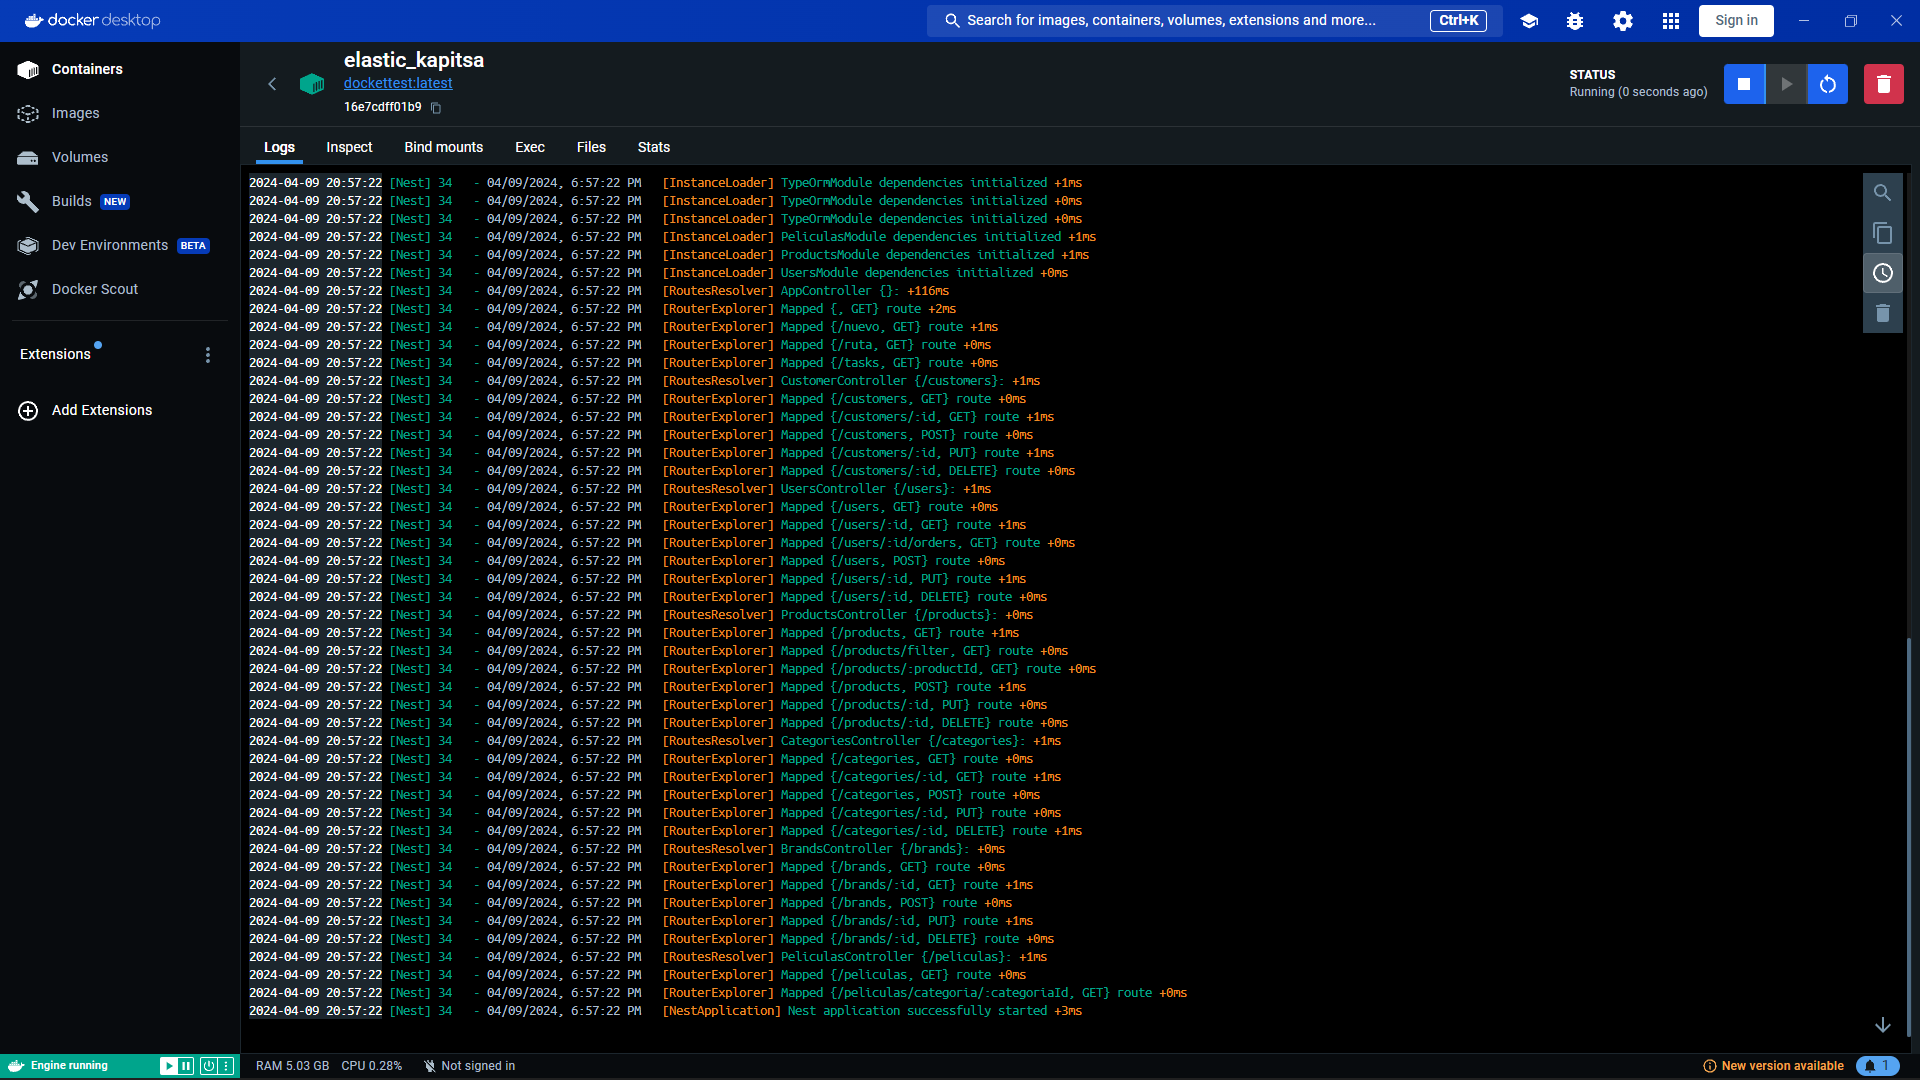 docker desktop
Search for images, containers, volumes, extensions and more...
Ctrl+K
Sign in
Containers
Images
Volumes
Builds NEW
Dev Environments BETA
Docker Scout
Extensions
Add Extensions
elastic_kapitsa
dockettest:latest
16e7cdff01b9
STATUS
Running (0 seconds ago)
Logs Inspect Bind mounts Exec Files Stats
2024-04-09 20:57:22 [Nest] 34 - 04/09/2024, 6:57:22 PM [InstanceLoader] TypeOrmModule dependencies initialized +1ms
2024-04-09 20:57:22 [Nest] 34 - 04/09/2024, 6:57:22 PM [InstanceLoader] TypeOrmModule dependencies initialized +0ms
2024-04-09 20:57:22 [Nest] 34 - 04/09/2024, 6:57:22 PM [InstanceLoader] TypeOrmModule dependencies initialized +0ms
2024-04-09 20:57:22 [Nest] 34 - 04/09/2024, 6:57:22 PM [InstanceLoader] PeliculasModule dependencies initialized +1ms
2024-04-09 20:57:22 [Nest] 34 - 04/09/2024, 6:57:22 PM [InstanceLoader] ProductsModule dependencies initialized +1ms
2024-04-09 20:57:22 [Nest] 34 - 04/09/2024, 6:57:22 PM [InstanceLoader] UsersModule dependencies initialized +0ms
2024-04-09 20:57:22 [Nest] 34 - 04/09/2024, 6:57:22 PM [RoutesResolver] AppController {}: +116ms
2024-04-09 20:57:22 [Nest] 34 - 04/09/2024, 6:57:22 PM [RouterExplorer] Mapped {, GET} route +2ms
2024-04-09 20:57:22 [Nest] 34 - 04/09/2024, 6:57:22 PM [RouterExplorer] Mapped {/nuevo, GET} route +1ms
2024-04-09 20:57:22 [Nest] 34 - 04/09/2024, 6:57:22 PM [RouterExplorer] Mapped {/ruta, GET} route +0ms
2024-04-09 20:57:22 [Nest] 34 - 04/09/2024, 6:57:22 PM [RouterExplorer] Mapped {/tasks, GET} route +0ms
2024-04-09 20:57:22 [Nest] 34 - 04/09/2024, 6:57:22 PM [RoutesResolver] CustomerController {/customers}: +1ms
2024-04-09 20:57:22 [Nest] 34 - 04/09/2024, 6:57:22 PM [RouterExplorer] Mapped {/customers, GET} route +0ms
2024-04-09 20:57:22 [Nest] 34 - 04/09/2024, 6:57:22 PM [RouterExplorer] Mapped {/customers/:id, GET} route +1ms
2024-04-09 20:57:22 [Nest] 34 - 04/09/2024, 6:57:22 PM [RouterExplorer] Mapped {/customers, POST} route +0ms
2024-04-09 20:57:22 [Nest] 34 - 04/09/2024, 6:57:22 PM [RouterExplorer] Mapped {/customers/:id, PUT} route +1ms
2024-04-09 20:57:22 [Nest] 34 - 04/09/2024, 6:57:22 PM [RouterExplorer] Mapped {/customers/:id, DELETE} route +0ms
2024-04-09 20:57:22 [Nest] 34 - 04/09/2024, 6:57:22 PM [RoutesResolver] UsersController {/users}: +1ms
2024-04-09 20:57:22 [Nest] 34 - 04/09/2024, 6:57:22 PM [RouterExplorer] Mapped {/users, GET} route +0ms
2024-04-09 20:57:22 [Nest] 34 - 04/09/2024, 6:57:22 PM [RouterExplorer] Mapped {/users/:id, GET} route +1ms
2024-04-09 20:57:22 [Nest] 34 - 04/09/2024, 6:57:22 PM [RouterExplorer] Mapped {/users/:id/orders, GET} route +0ms
2024-04-09 20:57:22 [Nest] 34 - 04/09/2024, 6:57:22 PM [RouterExplorer] Mapped {/users, POST} route +0ms
2024-04-09 20:57:22 [Nest] 34 - 04/09/2024, 6:57:22 PM [RouterExplorer] Mapped {/users/:id, PUT} route +1ms
2024-04-09 20:57:22 [Nest] 34 - 04/09/2024, 6:57:22 PM [RouterExplorer] Mapped {/users/:id, DELETE} route +0ms
2024-04-09 20:57:22 [Nest] 34 - 04/09/2024, 6:57:22 PM [RoutesResolver] ProductsController {/products}: +0ms
2024-04-09 20:57:22 [Nest] 34 - 04/09/2024, 6:57:22 PM [RouterExplorer] Mapped {/products, GET} route +1ms
2024-04-09 20:57:22 [Nest] 34 - 04/09/2024, 6:57:22 PM [RouterExplorer] Mapped {/products/filter, GET} route +0ms
2024-04-09 20:57:22 [Nest] 34 - 04/09/2024, 6:57:22 PM [RouterExplorer] Mapped {/products/:productId, GET} route +0ms
2024-04-09 20:57:22 [Nest] 34 - 04/09/2024, 6:57:22 PM [RouterExplorer] Mapped {/products, POST} route +1ms
2024-04-09 20:57:22 [Nest] 34 - 04/09/2024, 6:57:22 PM [RouterExplorer] Mapped {/products/:id, PUT} route +0ms
2024-04-09 20:57:22 [Nest] 34 - 04/09/2024, 6:57:22 PM [RouterExplorer] Mapped {/products/:id, DELETE} route +0ms
2024-04-09 20:57:22 [Nest] 34 - 04/09/2024, 6:57:22 PM [RoutesResolver] CategoriesController {/categories}: +1ms
2024-04-09 20:57:22 [Nest] 34 - 04/09/2024, 6:57:22 PM [RouterExplorer] Mapped {/categories, GET} route +0ms
2024-04-09 20:57:22 [Nest] 34 - 04/09/2024, 6:57:22 PM [RouterExplorer] Mapped {/categories/:id, GET} route +1ms
2024-04-09 20:57:22 [Nest] 34 - 04/09/2024, 6:57:22 PM [RouterExplorer] Mapped {/categories, POST} route +0ms
2024-04-09 20:57:22 [Nest] 34 - 04/09/2024, 6:57:22 PM [RouterExplorer] Mapped {/categories/:id, PUT} route +0ms
2024-04-09 20:57:22 [Nest] 34 - 04/09/2024, 6:57:22 PM [RouterExplorer] Mapped {/categories/:id, DELETE} route +1ms
2024-04-09 20:57:22 [Nest] 34 - 04/09/2024, 6:57:22 PM [RoutesResolver] BrandsController {/brands}: +0ms
2024-04-09 20:57:22 [Nest] 34 - 04/09/2024, 6:57:22 PM [RouterExplorer] Mapped {/brands, GET} route +0ms
2024-04-09 20:57:22 [Nest] 34 - 04/09/2024, 6:57:22 PM [RouterExplorer] Mapped {/brands/:id, GET} route +1ms
2024-04-09 20:57:22 [Nest] 34 - 04/09/2024, 6:57:22 PM [RouterExplorer] Mapped {/brands, POST} route +0ms
2024-04-09 20:57:22 [Nest] 34 - 04/09/2024, 6:57:22 PM [RouterExplorer] Mapped {/brands/:id, PUT} route +1ms
2024-04-09 20:57:22 [Nest] 34 - 04/09/2024, 6:57:22 PM [RouterExplorer] Mapped {/brands/:id, DELETE} route +0ms
2024-04-09 20:57:22 [Nest] 34 - 04/09/2024, 6:57:22 PM [RoutesResolver] PeliculasController {/peliculas}: +1ms
2024-04-09 20:57:22 [Nest] 34 - 04/09/2024, 6:57:22 PM [RouterExplorer] Mapped {/peliculas, GET} route +0ms
2024-04-09 20:57:22 [Nest] 34 - 04/09/2024, 6:57:22 PM [RouterExplorer] Mapped {/peliculas/categoria/:categoriaId, GET} route +0ms
2024-04-09 20:57:22 [Nest] 34 - 04/09/2024, 6:57:22 PM [NestApplication] Nest application successfully started +3ms
Engine running
RAM 5.03 GB CPU 0.28% Not signed in
New version available
1